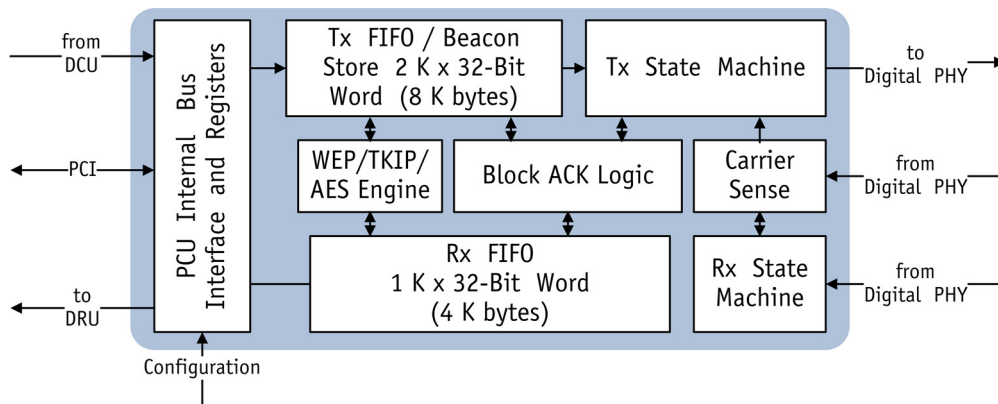 from
DCU
PCI
to
DRU
Configuration
PCU Internal Bus
Interface and Registers
Tx FIFO / Beacon
Store 2 K x 32-Bit
Word (8 K bytes)
Tx State Machine
to
Digital PHY
WEP/TKIP/
AES Engine
Block ACK Logic
Carrier
Sense
from
Digital PHY
Rx FIFO
1 K x 32-Bit Word
(4 K bytes)
Rx State
Machine
from
Digital PHY